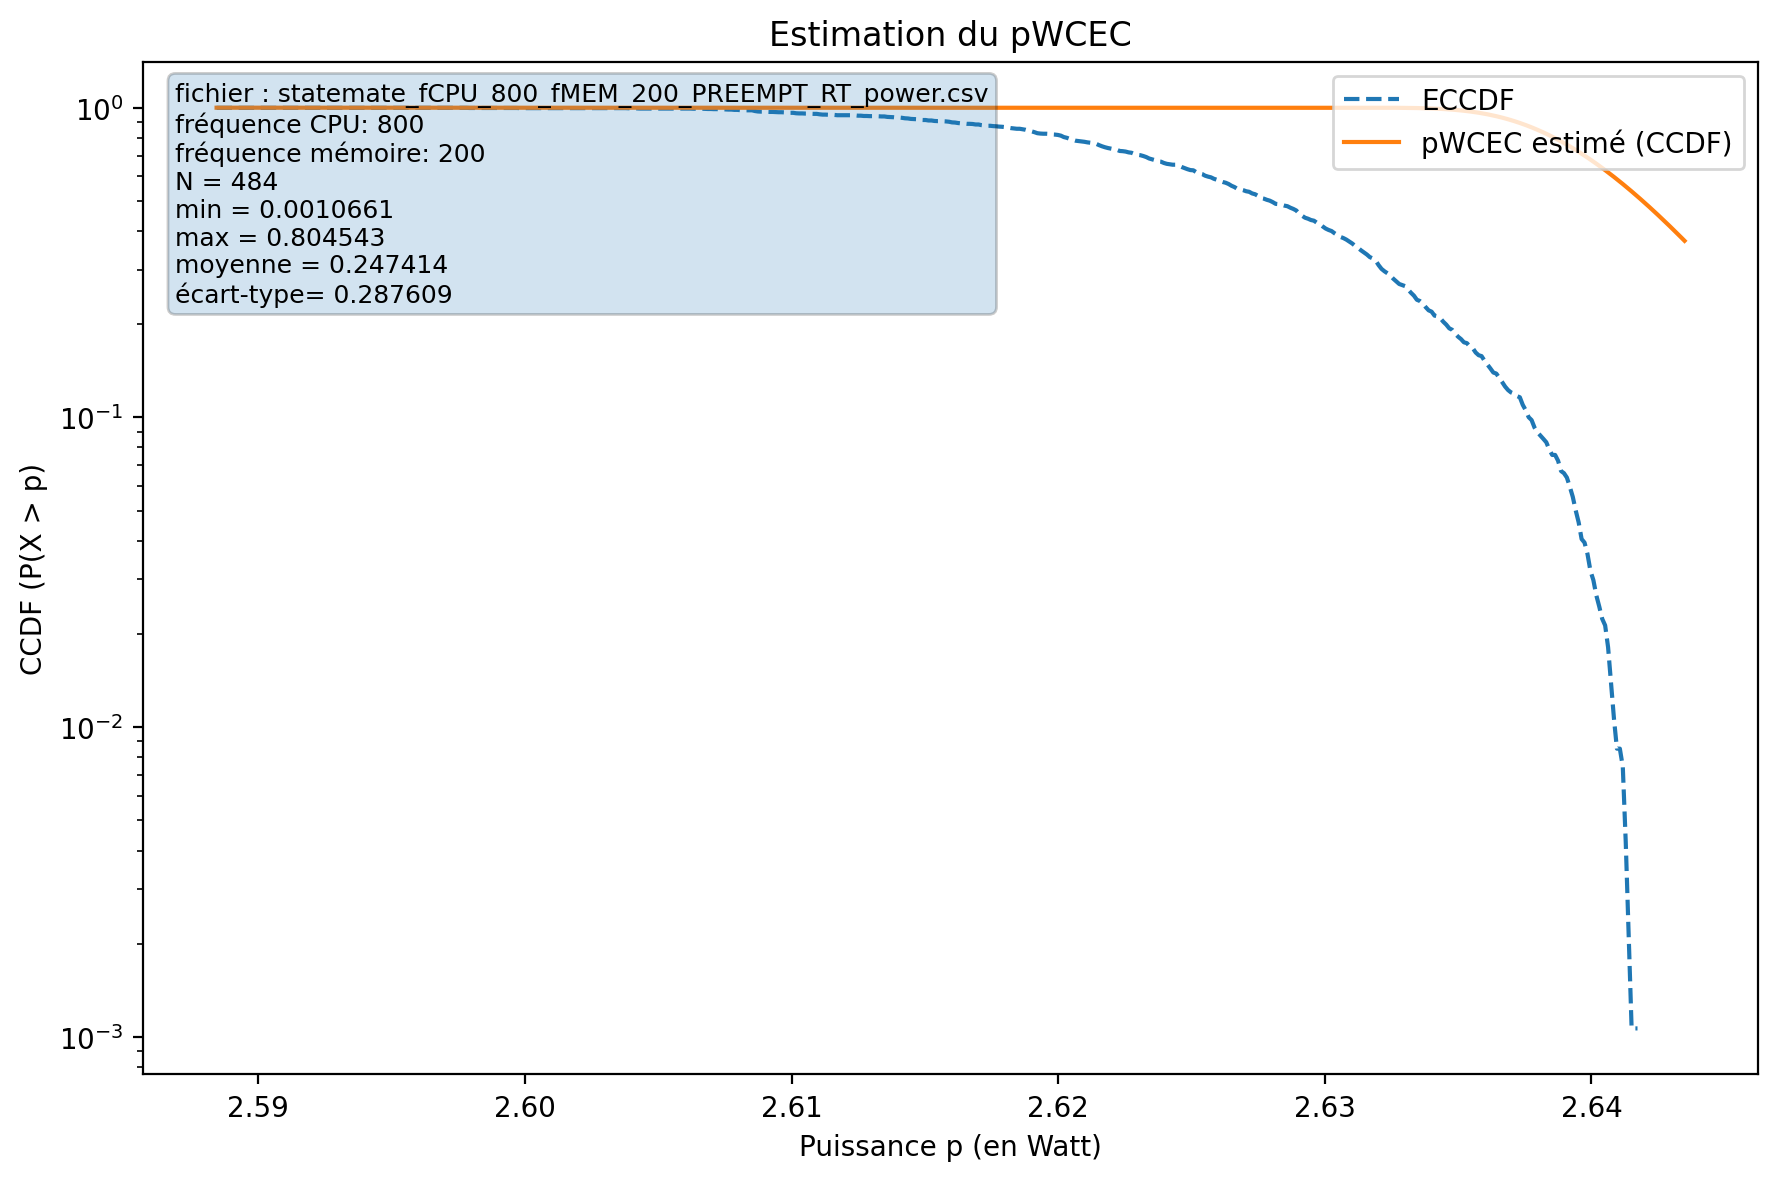 Estimation du pWCEC
fichier : statemate_fCPU_800_fMEM_200_PREEMPT_RT_power.csv
fréquence CPU: 800
fréquence mémoire: 200
N = 484
min = 0.0010661
max = 0.804543
moyenne = 0.247414
écart-type= 0.287609
ECCDF
pWCEC estimé (CCDF)
CCDF (P(X > p)
10⁰
10⁻¹
10⁻²
10⁻³
2.59 2.60 2.61 2.62 2.63 2.64
Puissance p (en Watt)